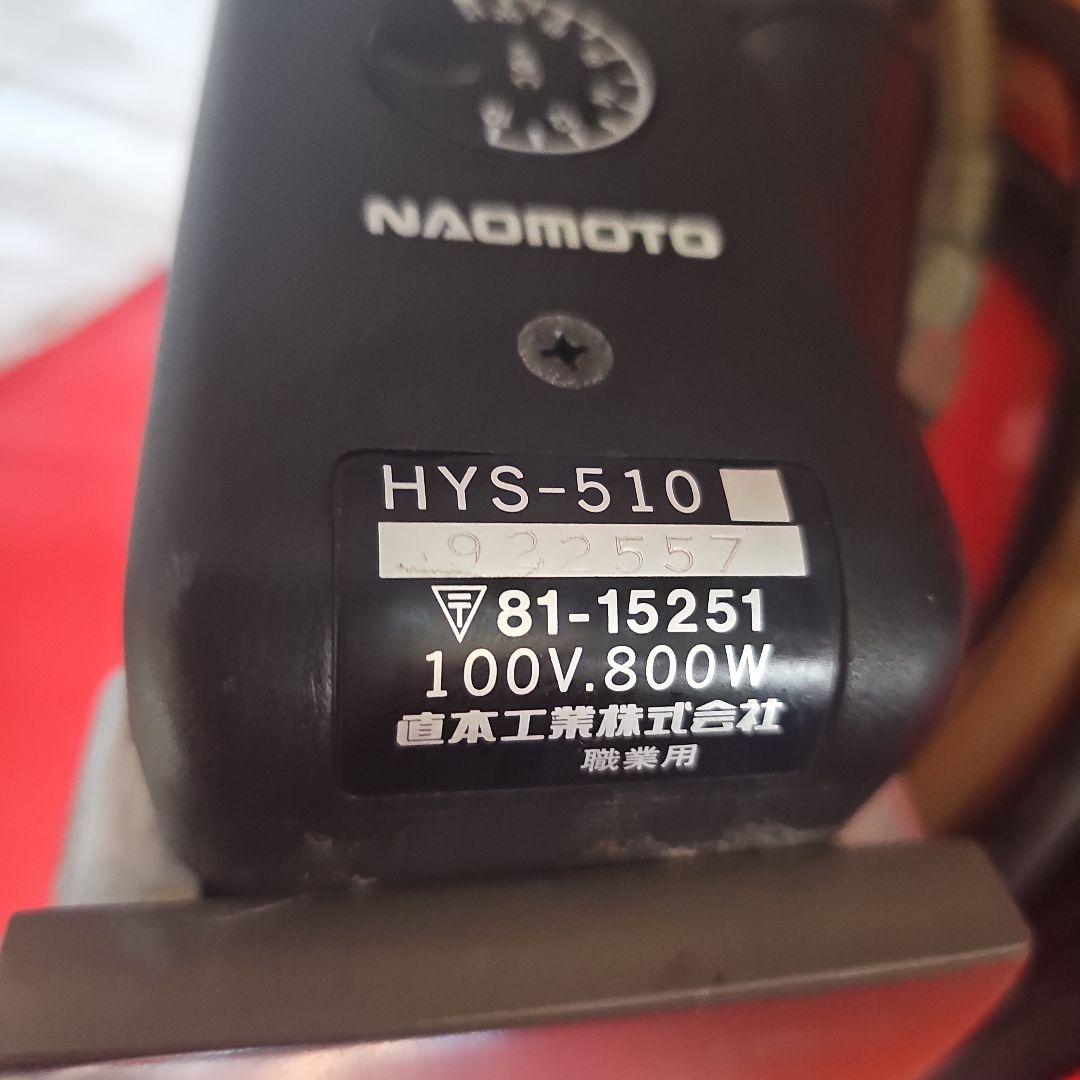 NAOMOTO
HYS-510
922557
〒 81-15251
100V.800W
直本工業株式会社
職業用